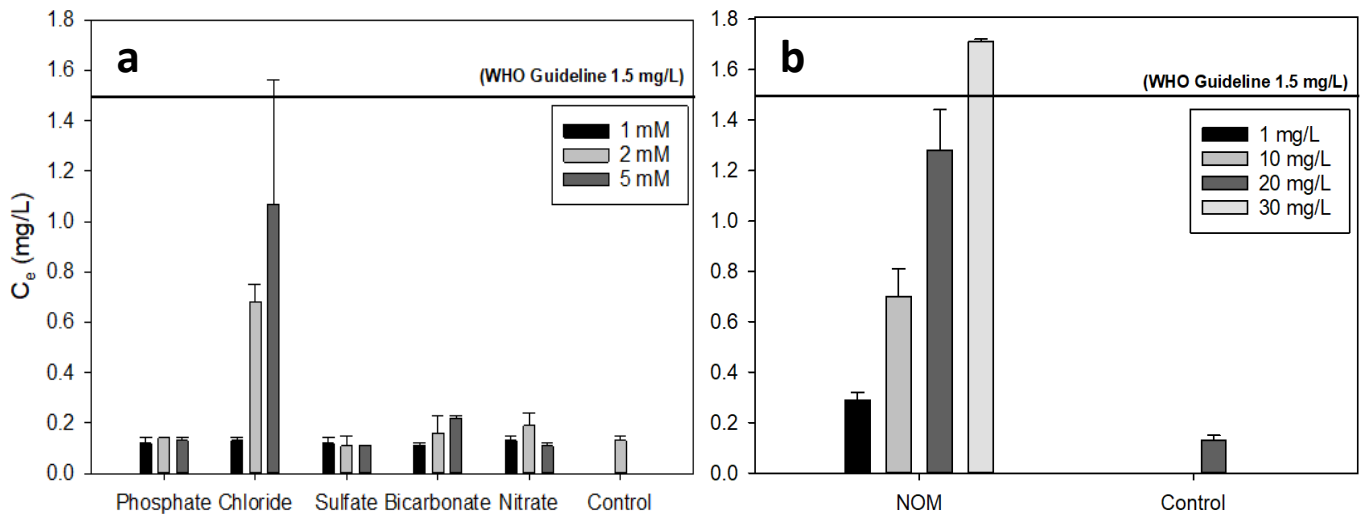 a
(WHO Guideline 1.5 mg/L)
1 mM
2 mM
5 mM
C_e (mg/L)
1.8
1.6
1.4
1.2
1.0
0.8
0.6
0.4
0.2
0.0
Phosphate Chloride Sulfate Bicarbonate Nitrate Control
b
(WHO Guideline 1.5 mg/L)
1 mg/L
10 mg/L
20 mg/L
30 mg/L
1.8
1.6
1.4
1.2
1.0
0.8
0.6
0.4
0.2
0.0
NOM Control